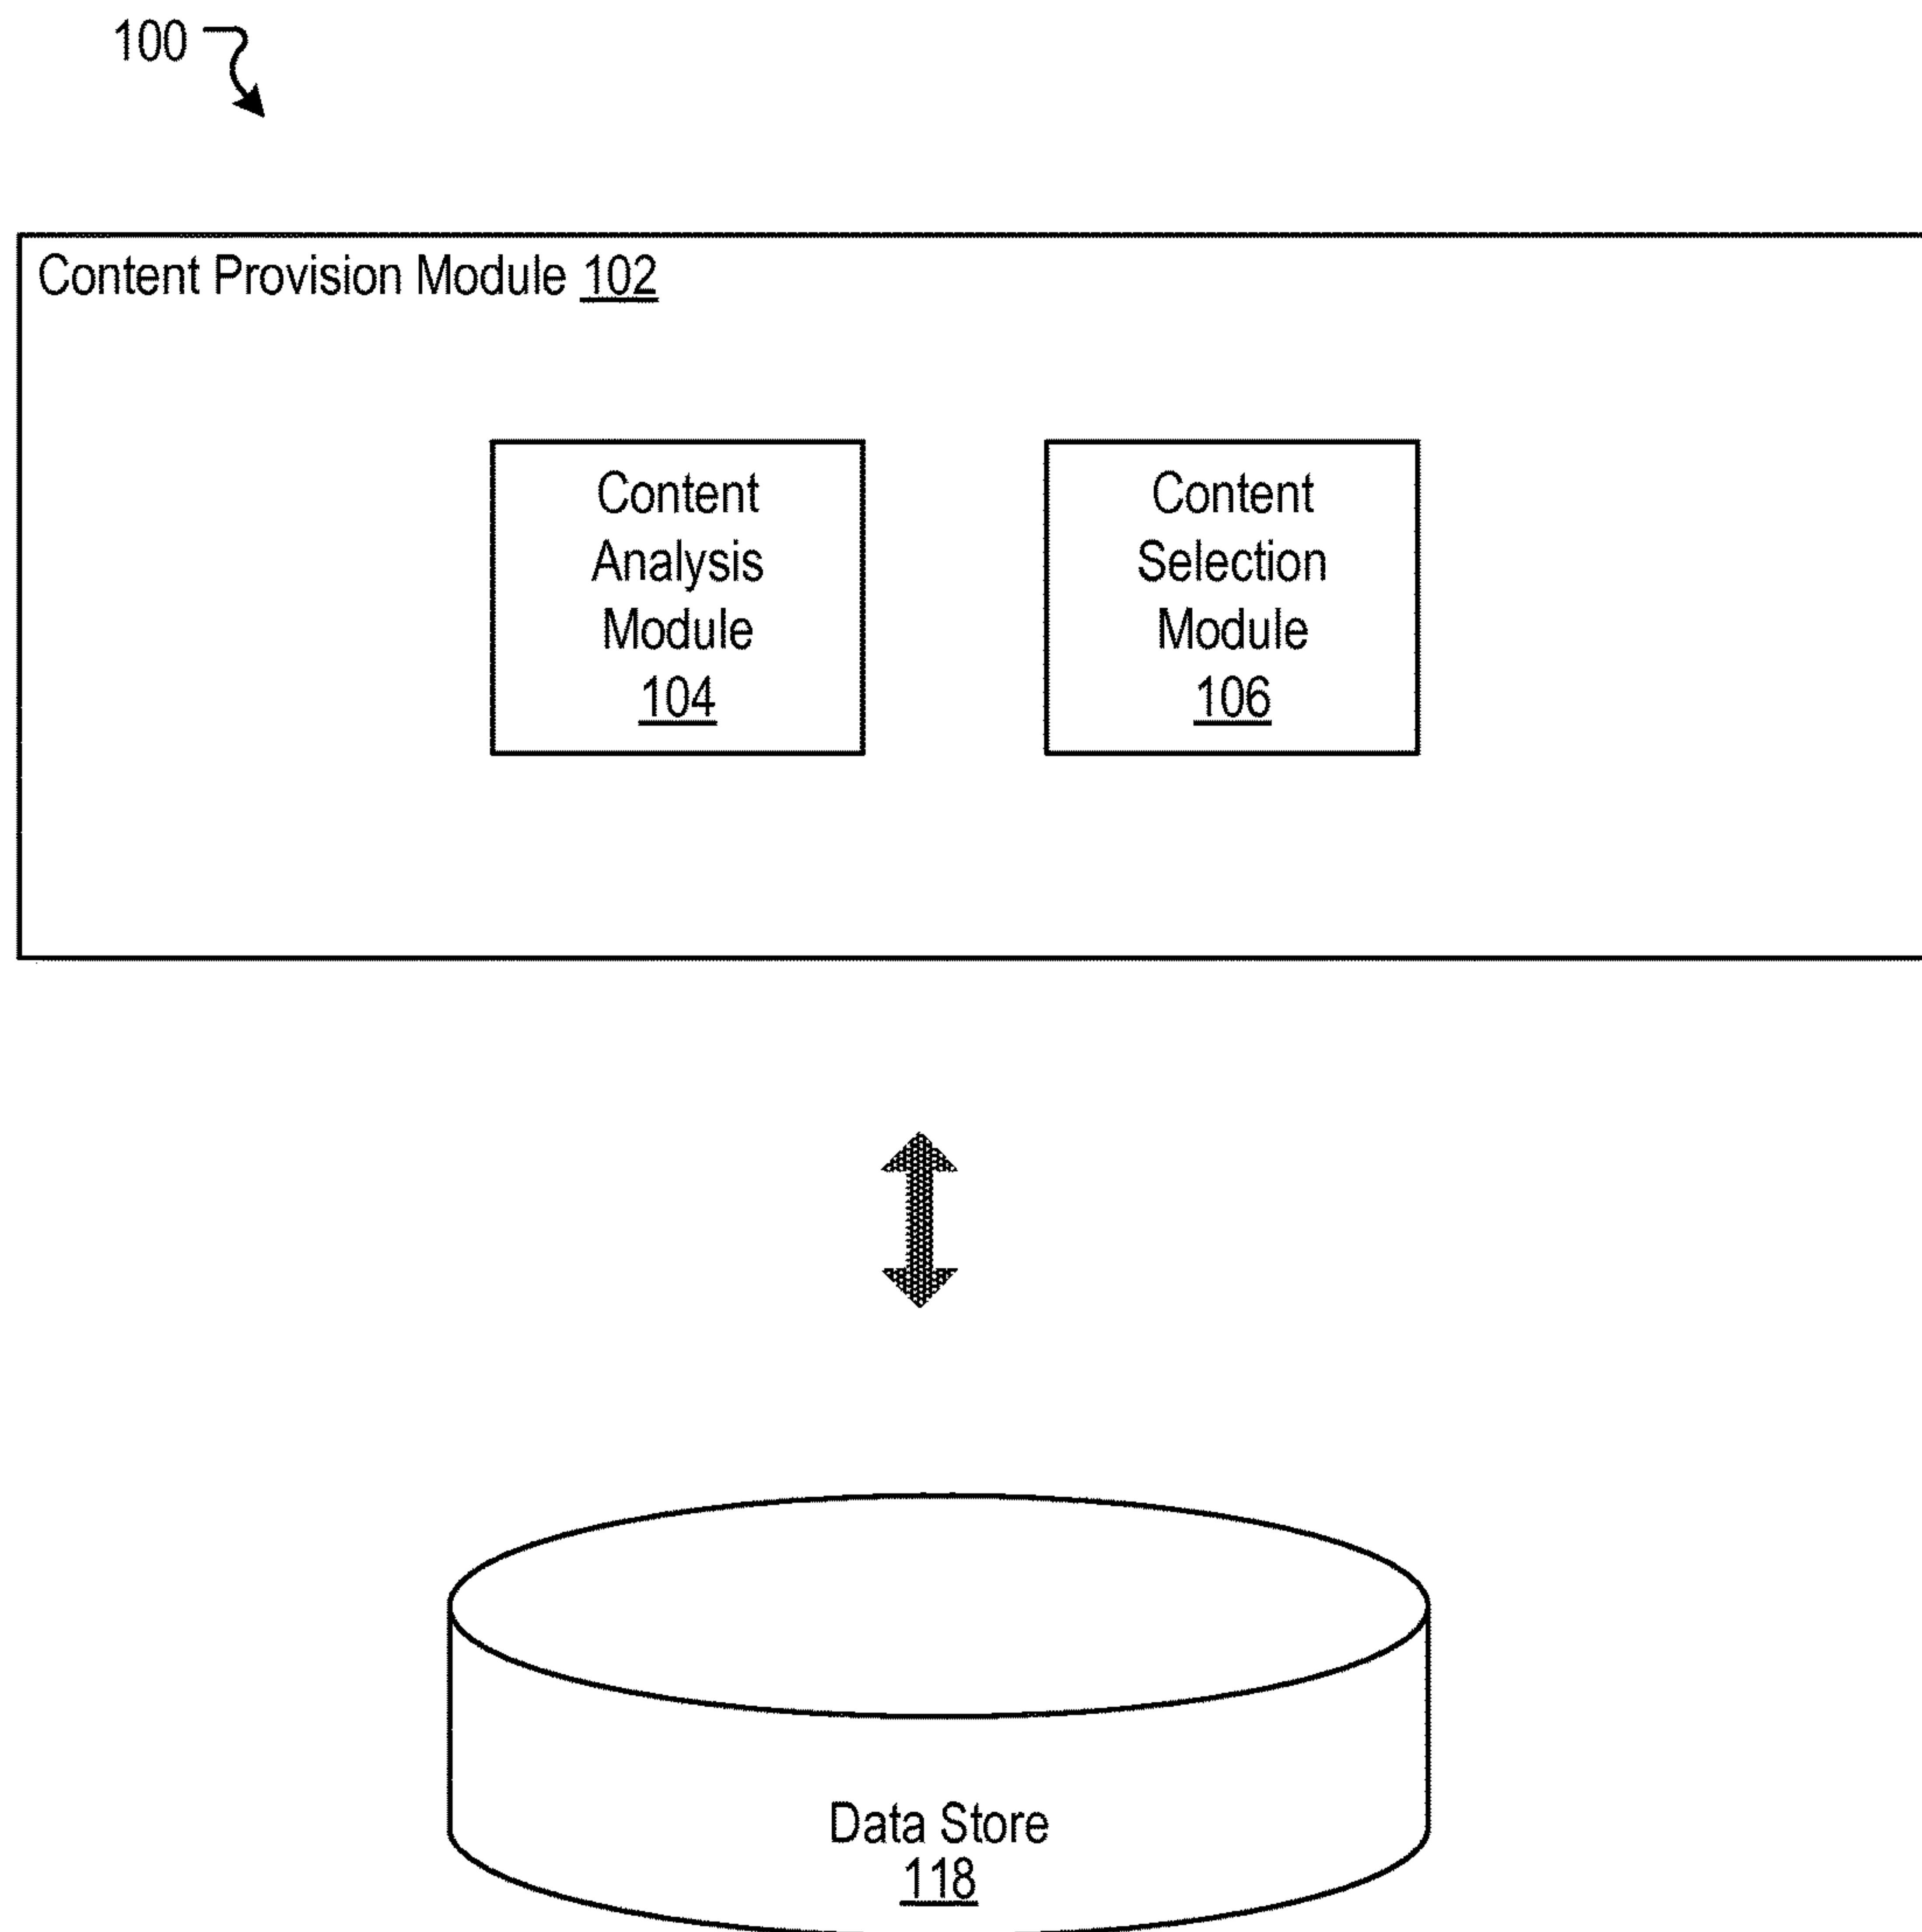 100
Content Provision Module 102
Content
Analysis
Module
104
Content
Selection
Module
106
Data Store
118